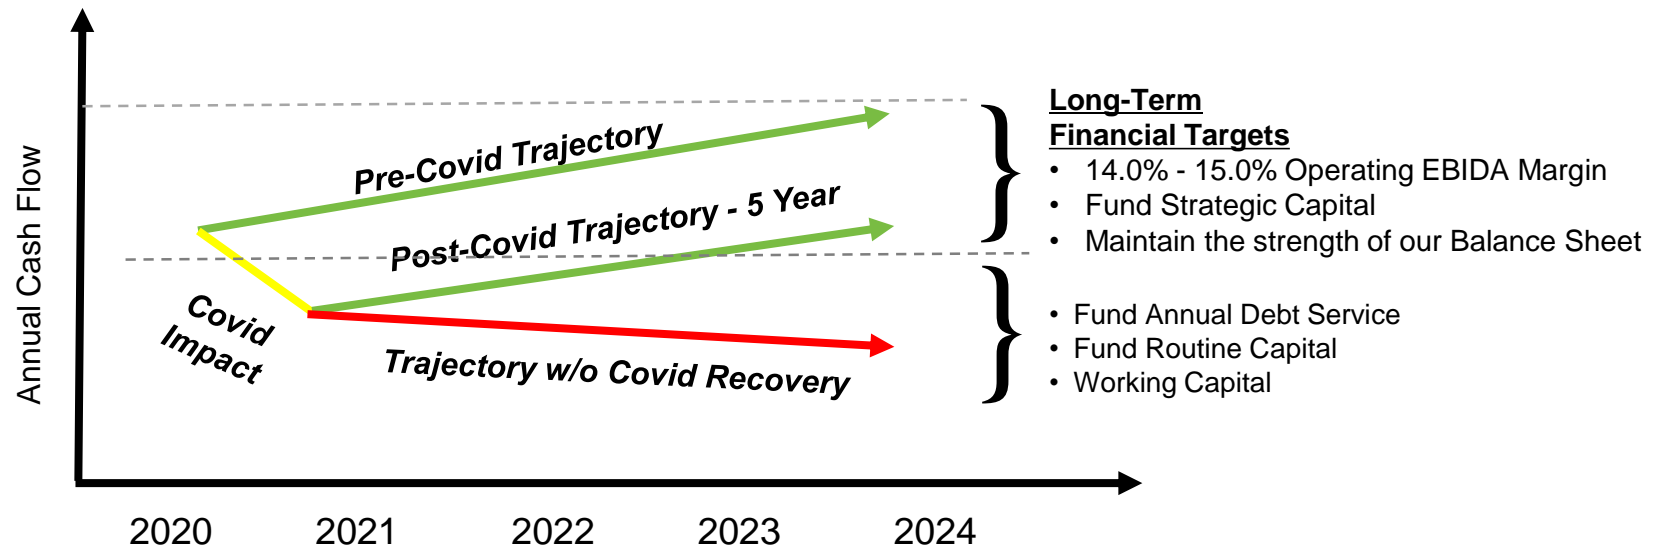 Annual Cash Flow
Pre-Covid Trajectory
Post-Covid Trajectory - 5 Year
Covid
Impact
Trajectory w/o Covid Recovery
2020
2021
2022
2023
2024
Long-Term
Financial Targets
• 14.0% - 15.0% Operating EBIDA Margin
• Fund Strategic Capital
• Maintain the strength of our Balance Sheet
• Fund Annual Debt Service
• Fund Routine Capital
• Working Capital